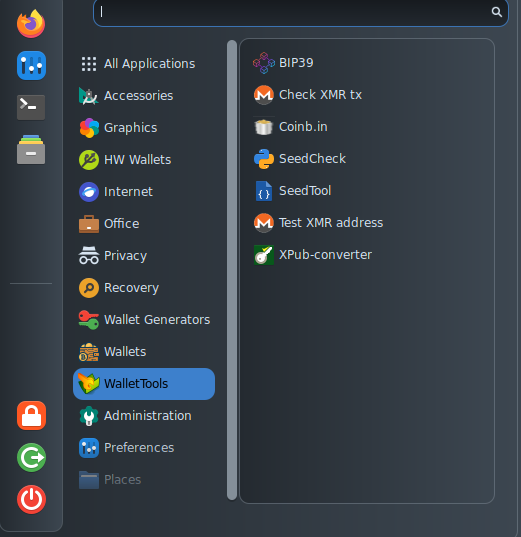 All Applications
Accessories
Graphics
HW Wallets
Internet
Office
Privacy
Recovery
Wallet Generators
Wallets
WalletTools
Administration
Preferences
Places
BIP39
Check XMR tx
Coinb.in
SeedCheck
SeedTool
Test XMR address
XPub-converter